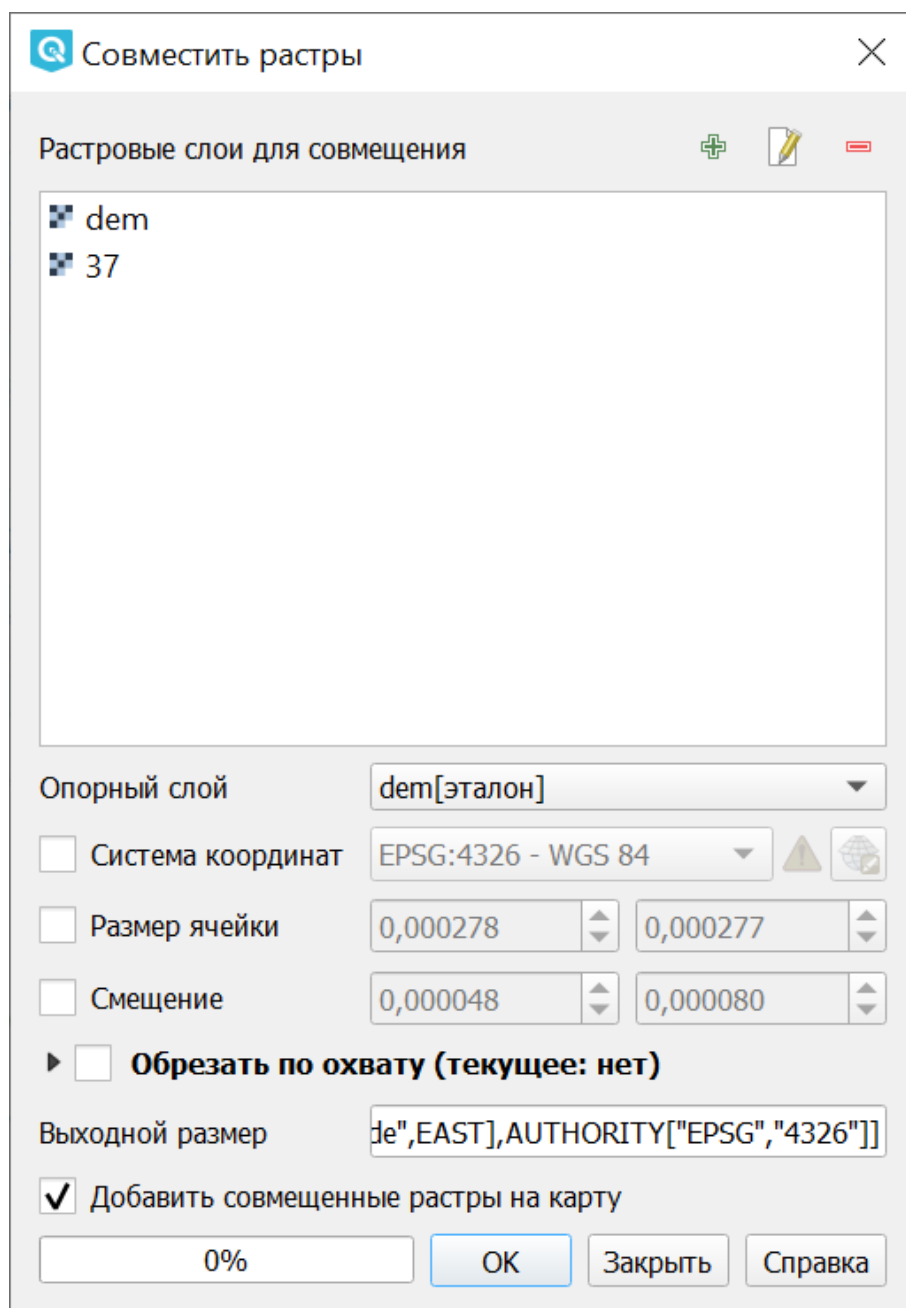 Совместить растры
Растровые слои для совмещения
dem
37
Опорный слой dem[эталон]
Система координат EPSG:4326 - WGS 84
Размер ячейки 0,000278 0,000277
Смещение 0,000048 0,000080
Обрезать по охвату (текущее: нет)
Выходной размер de",EAST],AUTHORITY["EPSG","4326"]]
Добавить совмещенные растры на карту
0% OK Закрыть Справка